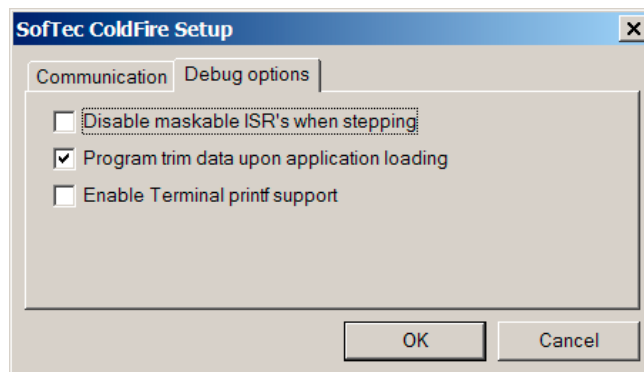 SofTec ColdFire Setup
Communication
Debug options
Disable maskable ISR's when stepping
Program trim data upon application loading
Enable Terminal printf support
OK
Cancel